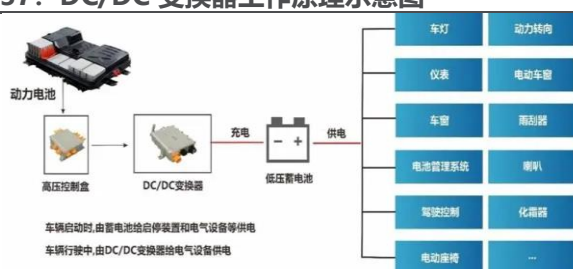 57: DC/DC 变换器工作原理示意图
车灯 动力转向
仪表 电动车窗
动力电池
充电 供电
车窗 雨刮器
高压控制盒 DC/DC变换器 低压蓄电池
电池管理系统 喇叭
车辆启动时,由蓄电池给启停装置和电气设备等供电
驾驶控制 化霜器
车辆行驶中,由DC/DC变换器给电气设备供电
电动座椅 ...